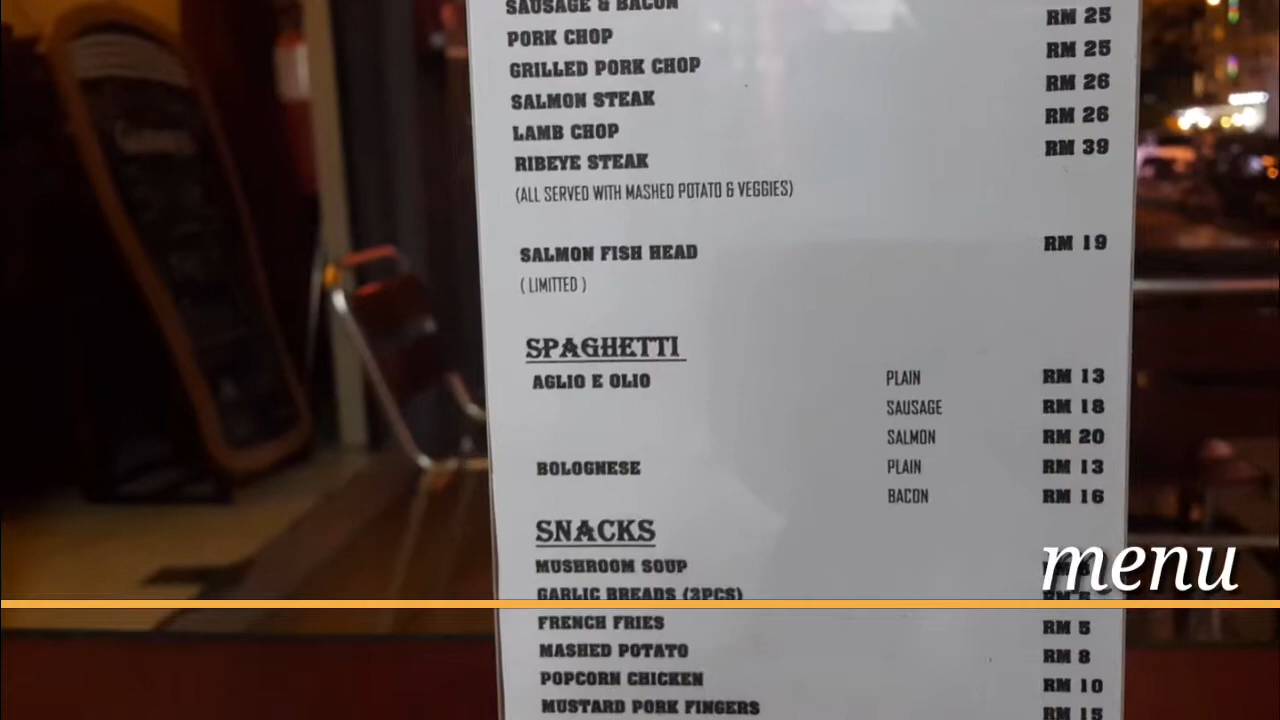 SAUSAGE & BACON
PORK CHOP RM 25
GRILLED PORK CHOP RM 25
SALMON STEAK RM 26
LAMB CHOP RM 26
RIBEYE STEAK RM 39
(ALL SERVED WITH MASHED POTATO & VEGGIES)
SALMON FISH HEAD RM 19
( LIMITTED )
SPAGHETTI
AGLIO E OLIO PLAIN RM 13
SAUSAGE RM 18
SALMON RM 20
BOLOGNESE PLAIN RM 13
BACON RM 16
SNACKS
MUSHROOM SOUP
menu
GARLIC BREADS
FRENCH FRIES RM 5
MASHED POTATO RM 8
POPCORN CHICKEN RM 10
MUSTARD PORK FINGERS RM 15